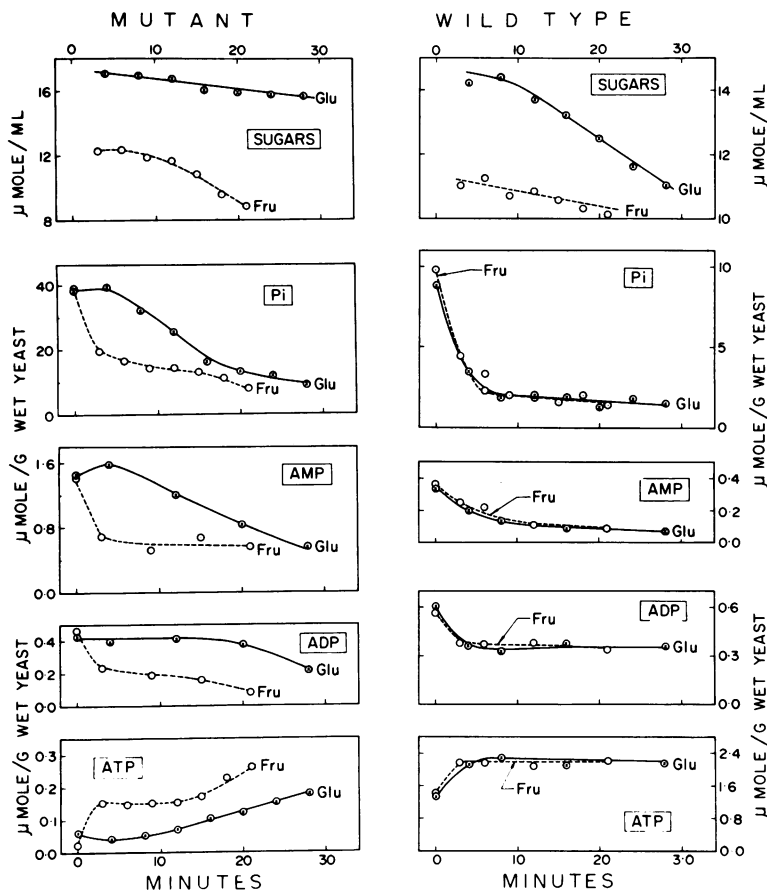 MUTANT
0 10 20 30
16
12
8
μ MOLE / ML
SUGARS
Glu
Fru
40
20
0
Pi
Glu
Fru
μ MOLE/G WET YEAST
1·6
0·8
0·0
AMP
Glu
Fru
0·4
0·2
0·0
ADP
Glu
Fru
μ MOLE/G WET YEAST
0·3
0·2
0·1
0·0
ATP
Fru
Glu
0 10 20 30
MINUTES
WILD TYPE
0 10 20 30
14
12
10
μ MOLE/ML
SUGARS
Glu
Fru
10
5
0
Pi
Fru
Glu
μ MOLE/G WET YEAST
0·4
0·2
0·0
AMP
Fru
Glu
0·6
0·3
0·0
ADP
Fru
Glu
μ MOLE/G WET YEAST
2·4
1·6
0·8
0·0
ATP
Glu
Fru
0 10 20 3·0
MINUTES